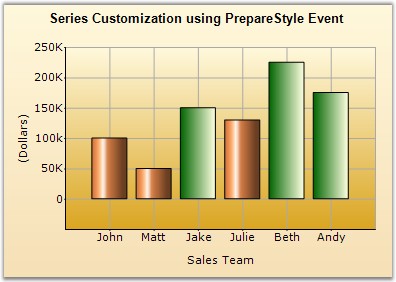 Series Customization using PrepareStyle Event
250K
200K
150K
100k
50K
0
(Dollars)
John Matt Jake Julie Beth Andy
Sales Team